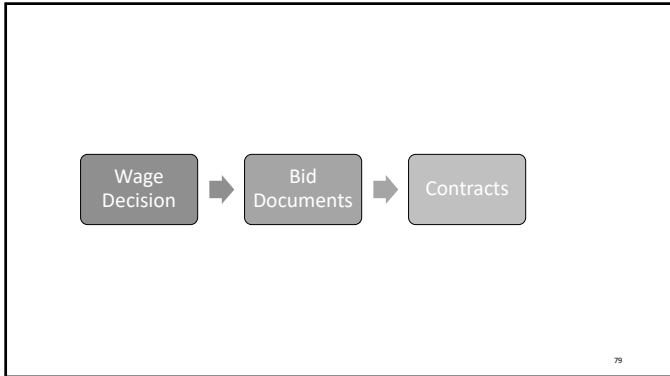 Wage
Decision
Bid
Documents
Contracts
79